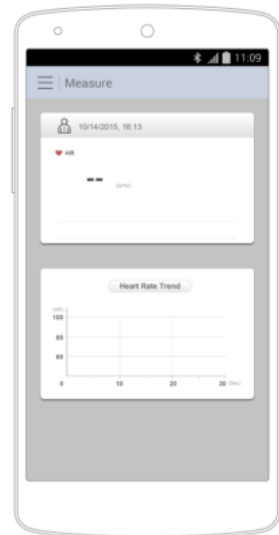 11:09
Measure
10/14/2015, 16:13
HR
--
(BPM)
Heart Rate Trend
(HR)
100
80
60
0 10 20 30 (Sec)